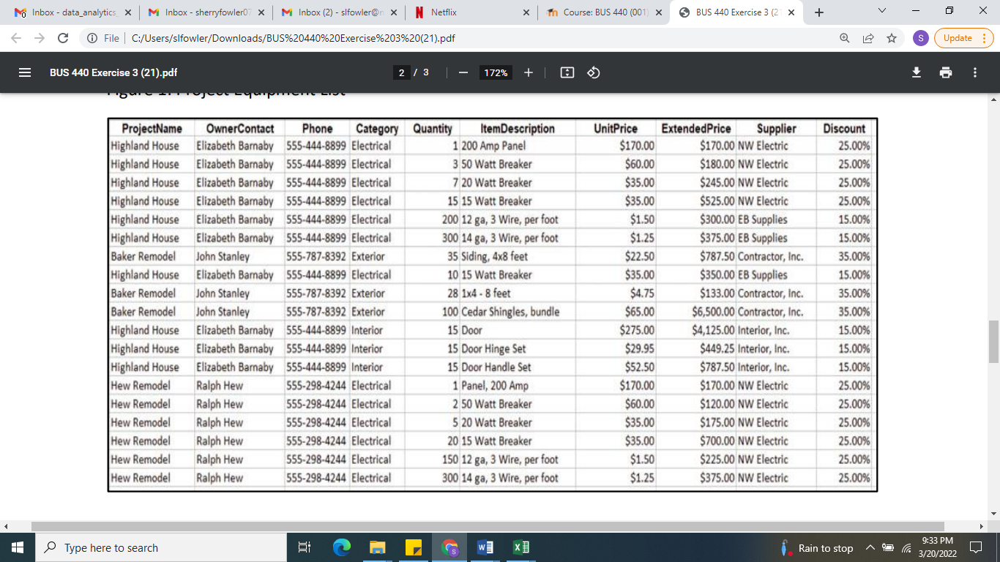 Inbox - data_analytics_
Inbox - sherryfowler07
Inbox (2) - slfowler@n
Netflix
Course: BUS 440 (001)
BUS 440 Exercise 3 (21
File C:/Users/slfowler/Downloads/BUS%20440%20Exercise%203%20(21).pdf
S
Update
BUS 440 Exercise 3 (21).pdf
2 / 3
172%
Figure 1: Project Equipment List
ProjectName OwnerContact Phone Category Quantity ItemDescription UnitPrice ExtendedPrice Supplier Discount
Highland House Elizabeth Barnaby 555-444-8899 Electrical 1 200 Amp Panel $170.00 $170.00 NW Electric 25.00%
Highland House Elizabeth Barnaby 555-444-8899 Electrical 3 50 Watt Breaker $60.00 $180.00 NW Electric 25.00%
Highland House Elizabeth Barnaby 555-444-8899 Electrical 7 20 Watt Breaker $35.00 $245.00 NW Electric 25.00%
Highland House Elizabeth Barnaby 555-444-8899 Electrical 15 15 Watt Breaker $35.00 $525.00 NW Electric 25.00%
Highland House Elizabeth Barnaby 555-444-8899 Electrical 200 12 ga, 3 Wire, per foot $1.50 $300.00 EB Supplies 15.00%
Highland House Elizabeth Barnaby 555-444-8899 Electrical 300 14 ga, 3 Wire, per foot $1.25 $375.00 EB Supplies 15.00%
Baker Remodel John Stanley 555-787-8392 Exterior 35 Siding, 4x8 feet $22.50 $787.50 Contractor, Inc. 35.00%
Highland House Elizabeth Barnaby 555-444-8899 Electrical 10 15 Watt Breaker $35.00 $350.00 EB Supplies 15.00%
Baker Remodel John Stanley 555-787-8392 Exterior 28 1x4 - 8 feet $4.75 $133.00 Contractor, Inc. 35.00%
Baker Remodel John Stanley 555-787-8392 Exterior 100 Cedar Shingles, bundle $65.00 $6,500.00 Contractor, Inc. 35.00%
Highland House Elizabeth Barnaby 555-444-8899 Interior 15 Door $275.00 $4,125.00 Interior, Inc. 15.00%
Highland House Elizabeth Barnaby 555-444-8899 Interior 15 Door Hinge Set $29.95 $449.25 Interior, Inc. 15.00%
Highland House Elizabeth Barnaby 555-444-8899 Interior 15 Door Handle Set $52.50 $787.50 Interior, Inc. 15.00%
Hew Remodel Ralph Hew 555-298-4244 Electrical 1 Panel, 200 Amp $170.00 $170.00 NW Electric 25.00%
Hew Remodel Ralph Hew 555-298-4244 Electrical 2 50 Watt Breaker $60.00 $120.00 NW Electric 25.00%
Hew Remodel Ralph Hew 555-298-4244 Electrical 5 20 Watt Breaker $35.00 $175.00 NW Electric 25.00%
Hew Remodel Ralph Hew 555-298-4244 Electrical 20 15 Watt Breaker $35.00 $700.00 NW Electric 25.00%
Hew Remodel Ralph Hew 555-298-4244 Electrical 150 12 ga, 3 Wire, per foot $1.50 $225.00 NW Electric 25.00%
Hew Remodel Ralph Hew 555-298-4244 Electrical 300 14 ga, 3 Wire, per foot $1.25 $375.00 NW Electric 25.00%
Type here to search
Rain to stop
9:33 PM
3/20/2022